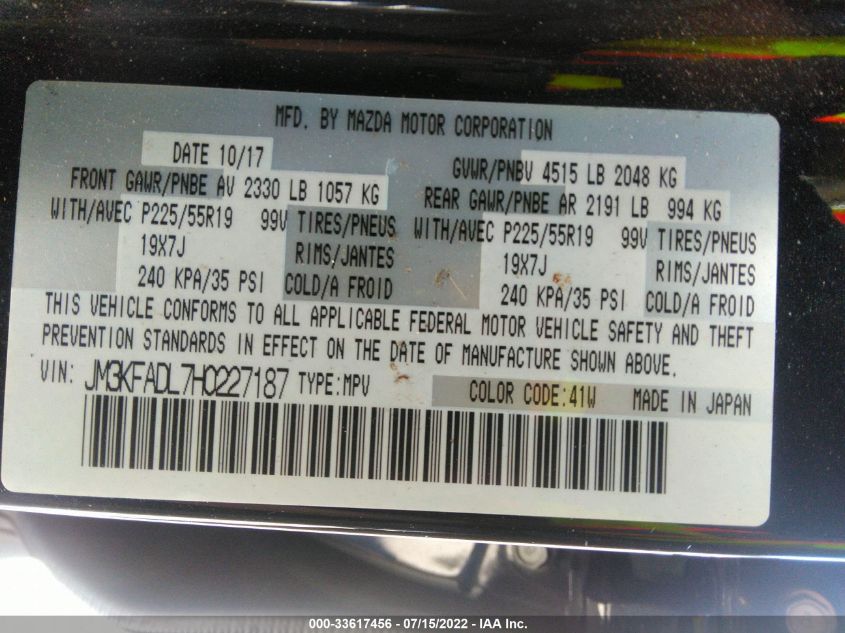 MFD. BY MAZDA MOTOR CORPORATION
DATE 10/17 GVWR/PNBV 4515 LB 2048 KG
FRONT GAWR/PNBE AV 2330 LB 1057 KG REAR GAWR/PNBE AR 2191 LB 994 KG
WITH/AVEC P225/55R19 99V TIRES/PNEUS WITH/AVEC P225/55R19 99V TIRES/PNEUS
19X7J RIMS/JANTES 19X7J RIMS/JANTES
240 KPA/35 PSI COLD/A FROID 240 KPA/35 PSI COLD/A FROID
THIS VEHICLE CONFORMS TO ALL APPLICABLE FEDERAL MOTOR VEHICLE SAFETY AND THEFT
PREVENTION STANDARDS IN EFFECT ON THE DATE OF MANUFACTURE SHOWN ABOVE.
VIN: JM3KFADL7H0227187 TYPE:MPV COLOR CODE:41W MADE IN JAPAN
000-33617456 - 07/15/2022 - IAA Inc.